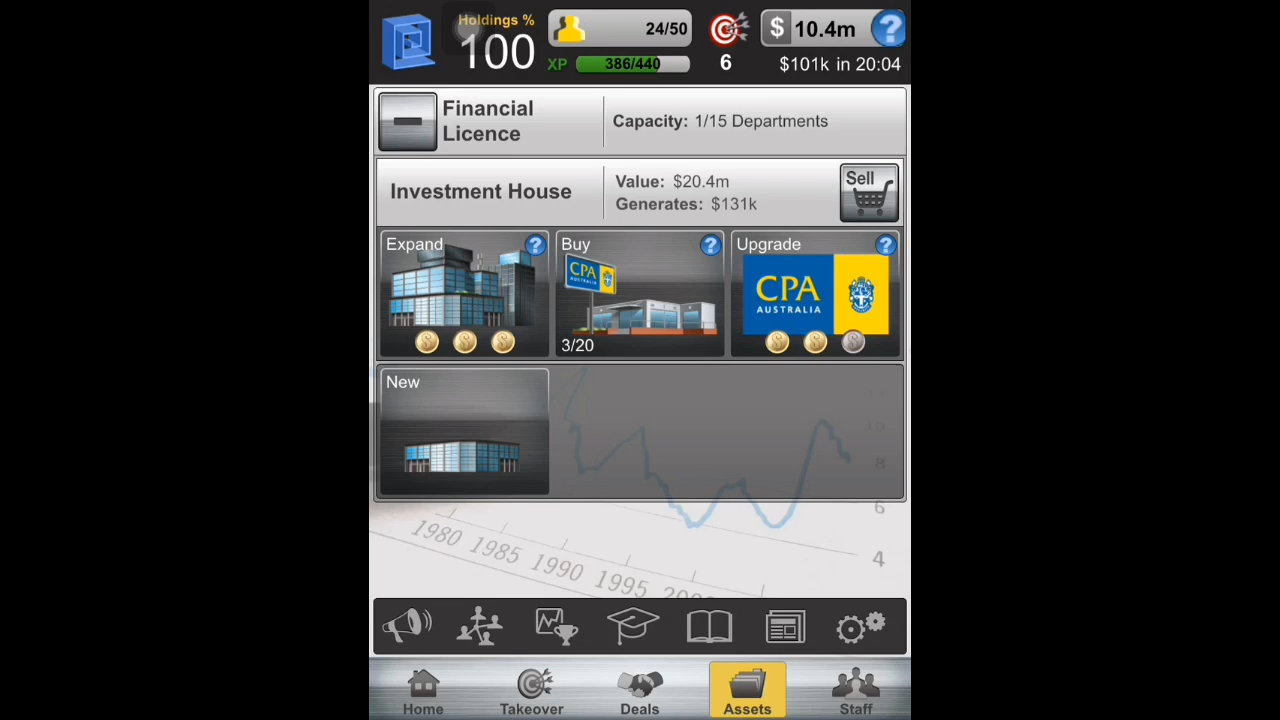 Holdings %
100
24/50
XP 386/440
6
$ 10.4m ?
$101k in 20:04
Financial
Licence
Capacity: 1/15 Departments
Investment House
Value: $20.4m
Generates: $131k
Sell
Expand ?
Buy ?
Upgrade ?
CPA
CPA
AUSTRALIA
3/20
New
10
8
6
4
1980 1985 1990 1995
Home
Takeover
Deals
Assets
Staff